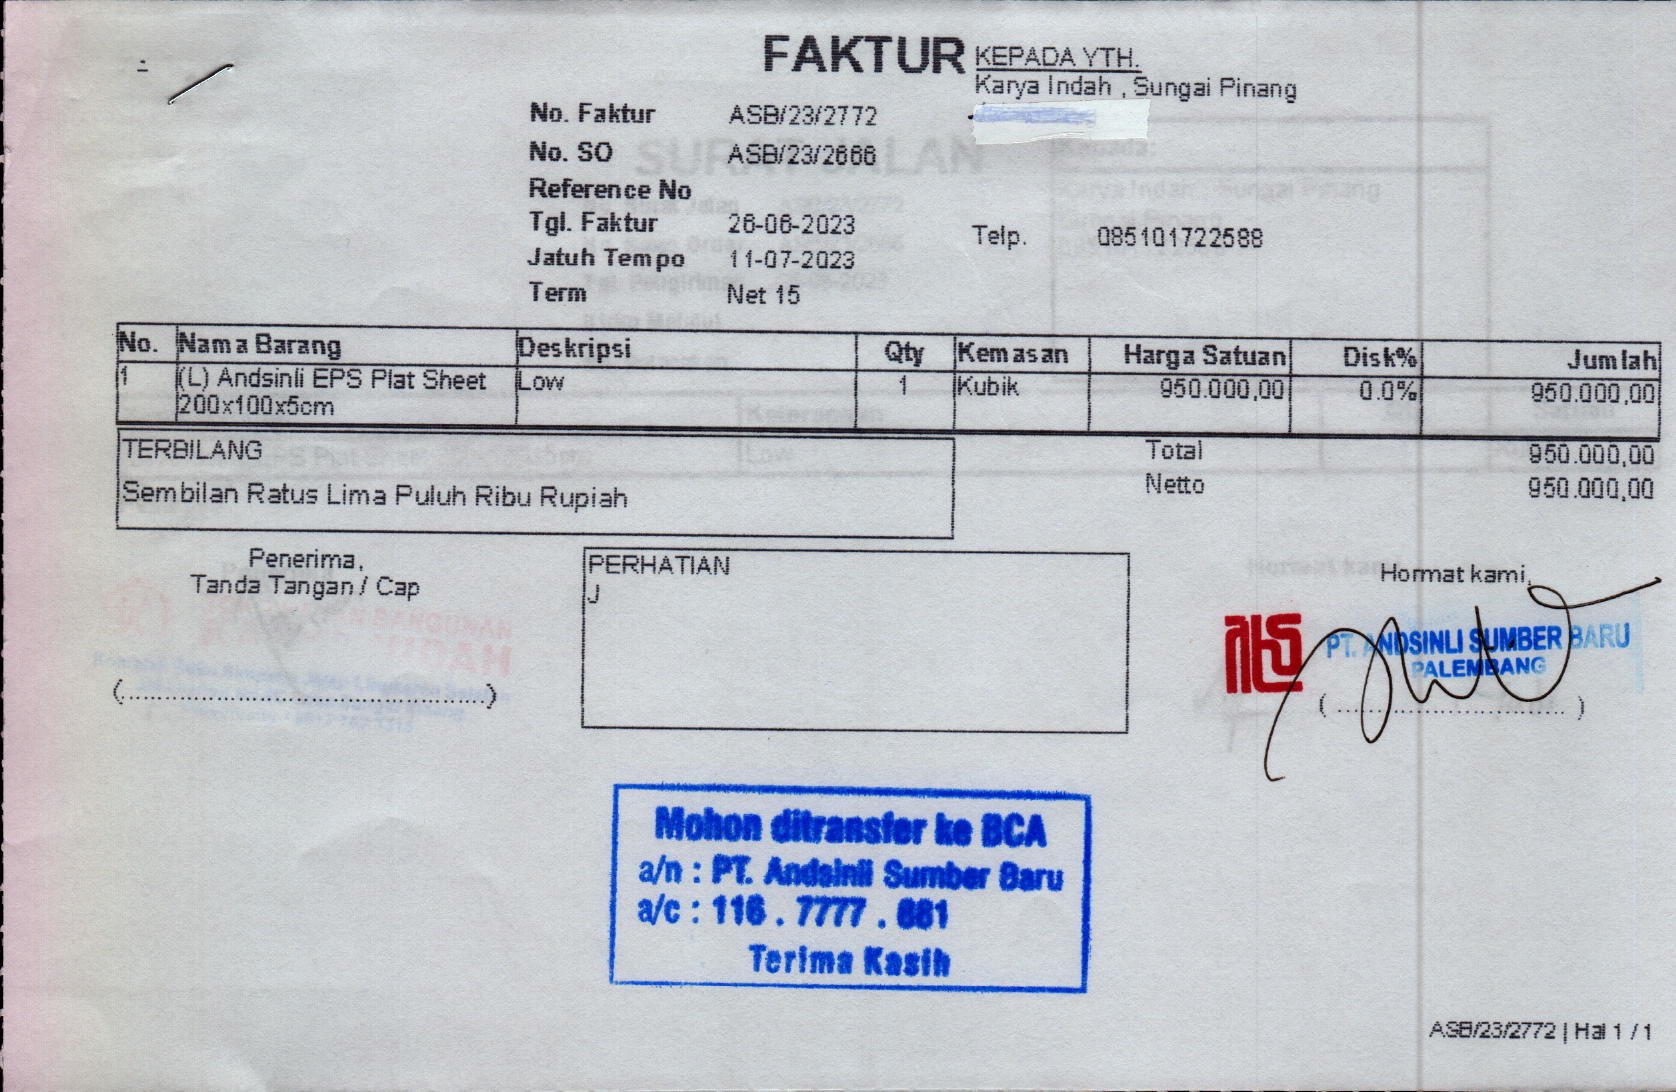 FAKTUR
KEPADA YTH.
Karya Indah , Sungai Pinang
No. Faktur ASB/23/2772
No. SO ASB/23/2666
Reference No
Tgl. Faktur 26-06-2023
Telp. 085101722588
Jatuh Tempo 11-07-2023
Term Net 15
No. Nama Barang Deskripsi Qty Kemasan Harga Satuan Disk% Jumlah
1 (L) Andsinli EPS Plat Sheet Low 1 Kubik 950.000,00 0.0% 950.000,00
200x100x5cm
TERBILANG
Sembilan Ratus Lima Puluh Ribu Rupiah
Total 950.000,00
Netto 950.000,00
Penerima,
Tanda Tangan / Cap
(..........................................................)
PERHATIAN
J
Hormat kami,
PT. ANDSINLI SUMBER BARU
PALEMBANG
(....................................... )
Mohon ditransfer ke BCA
a/n : PT. Andsinli Sumber Baru
a/c : 116 . 7777 . 881
Terima Kasih
ASB/23/2772 | Hal 1 / 1